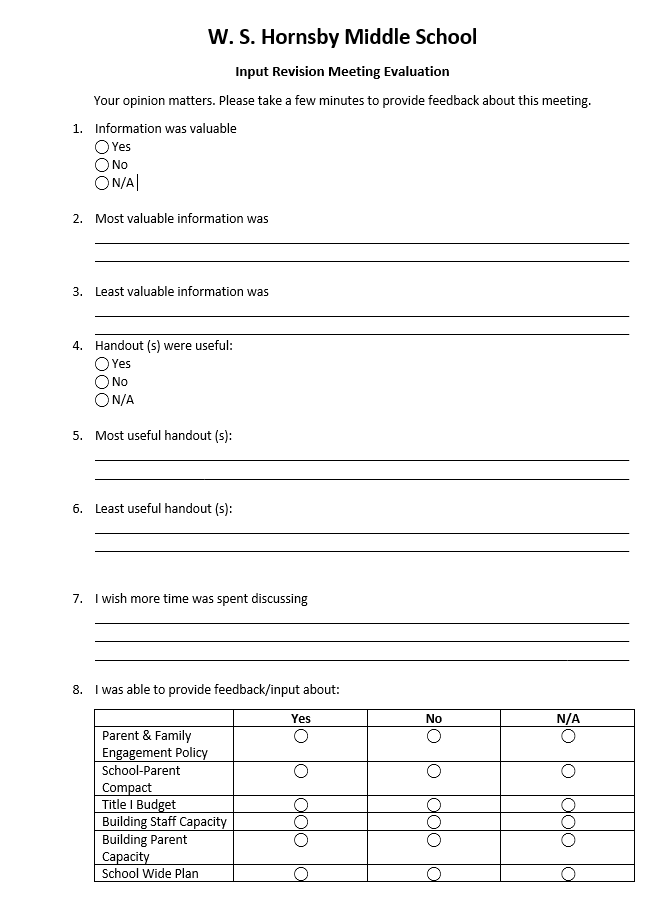 W. S. Hornsby Middle School
Input Revision Meeting Evaluation
Your opinion matters. Please take a few minutes to provide feedback about this meeting.
1. Information was valuable
Yes
No
N/A
2. Most valuable information was
3. Least valuable information was
4. Handout (s) were useful:
Yes
No
N/A
5. Most useful handout (s):
6. Least useful handout (s):
7. I wish more time was spent discussing
8. I was able to provide feedback/input about:
Yes No N/A
Parent & Family
Engagement Policy
School-Parent
Compact
Title I Budget
Building Staff Capacity
Building Parent
Capacity
School Wide Plan